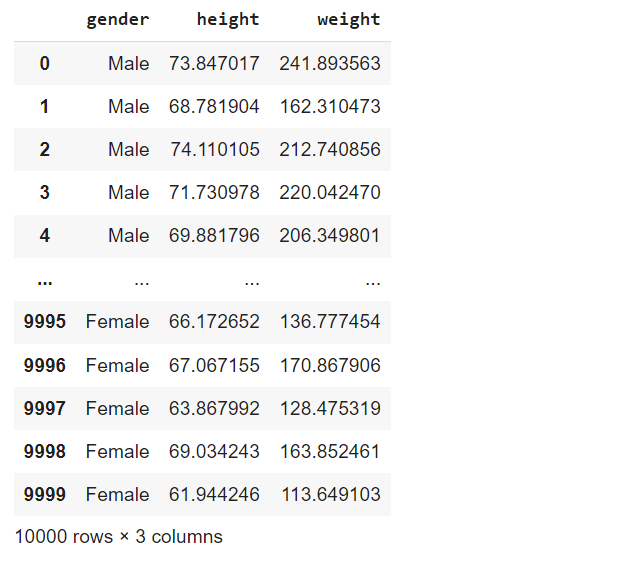 gender height weight
0 Male 73.847017 241.893563
1 Male 68.781904 162.310473
2 Male 74.110105 212.740856
3 Male 71.730978 220.042470
4 Male 69.881796 206.349801
... ... ... ...
9995 Female 66.172652 136.777454
9996 Female 67.067155 170.867906
9997 Female 63.867992 128.475319
9998 Female 69.034243 163.852461
9999 Female 61.944246 113.649103
10000 rows × 3 columns